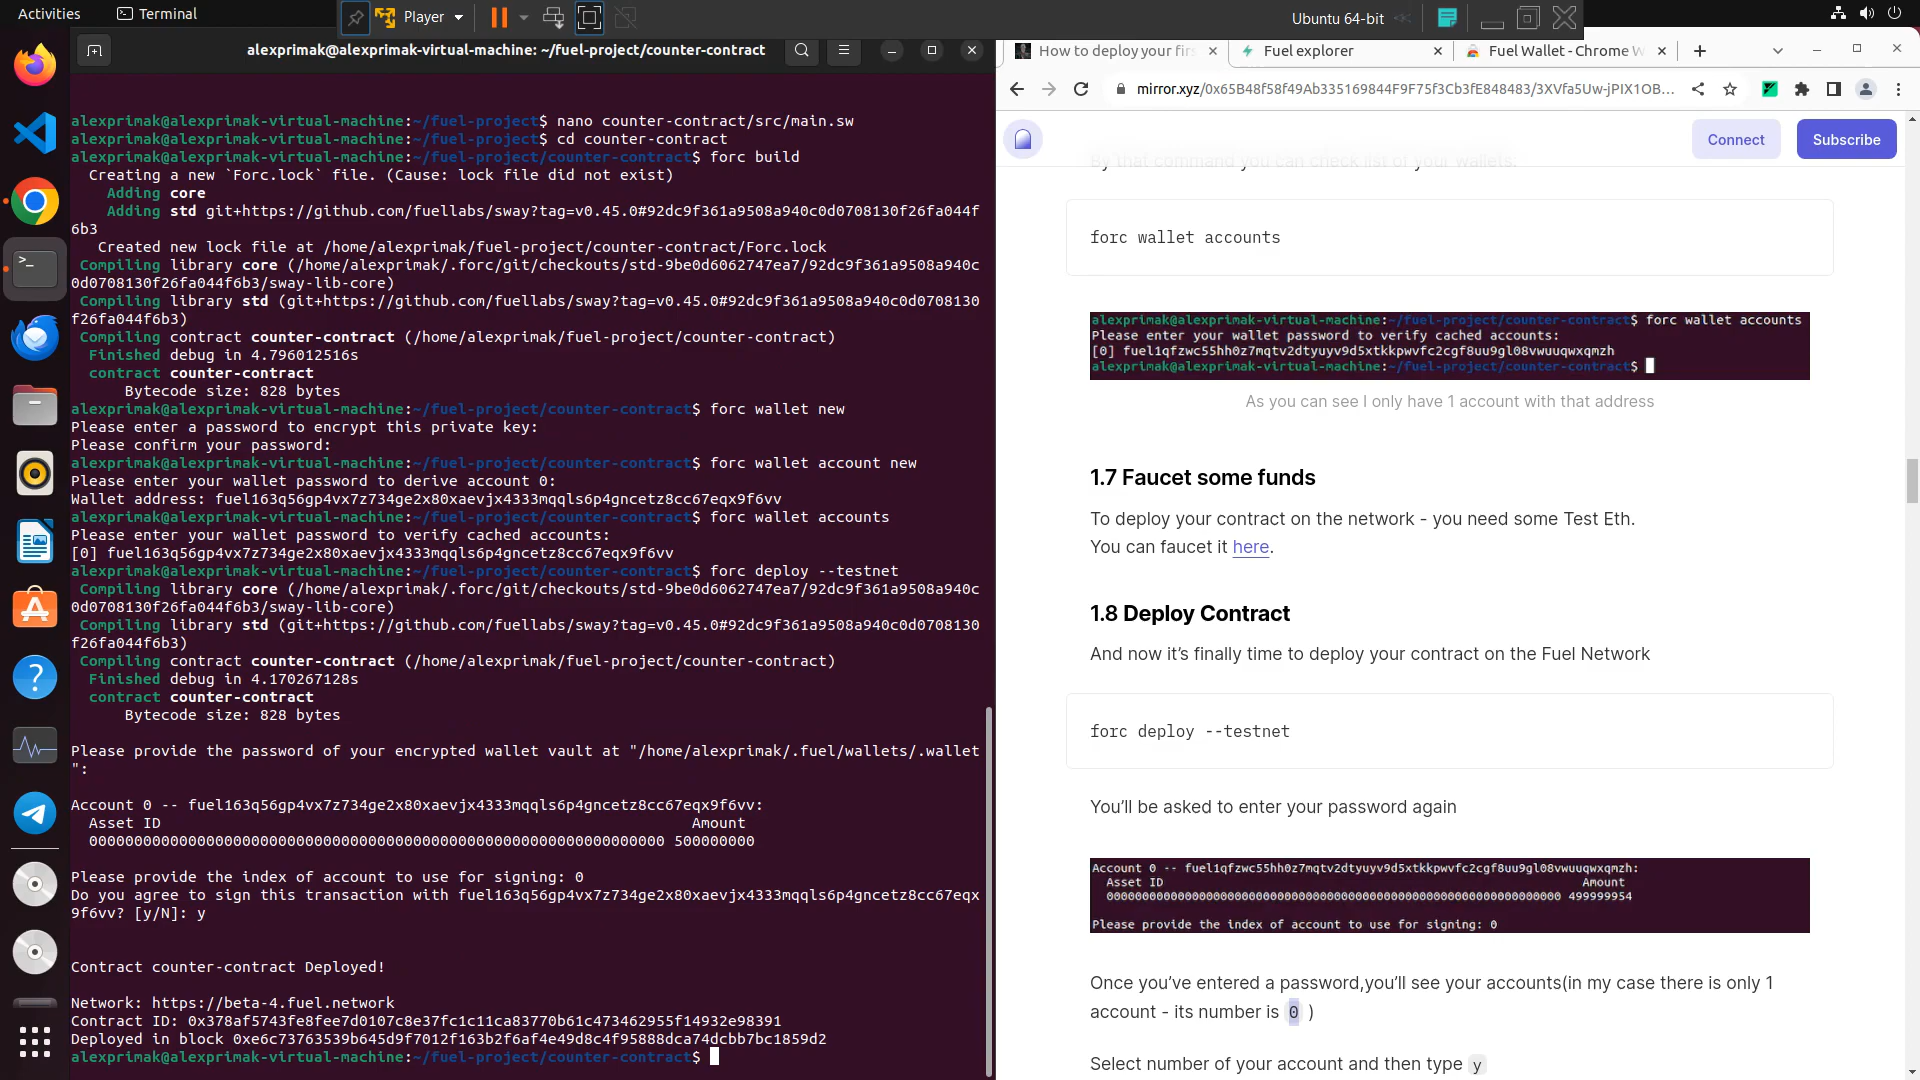 Activities
Terminal
Player
Ubuntu 64-bit
alexprimak@alexprimak-virtual-machine: ~/fuel-project/counter-contract
alexprimak@alexprimak-virtual-machine:~/fuel-project$ nano counter-contract/src/main.sw
alexprimak@alexprimak-virtual-machine:~/fuel-project$ cd counter-contract
alexprimak@alexprimak-virtual-machine:~/fuel-project/counter-contract$ forc build
Creating a new `Forc.lock` file. (Cause: lock file did not exist)
Adding core
Adding std git+https://github.com/fuellabs/sway?tag=v0.45.0#92dc9f361a9508a940c0d0708130f26fa044f
6b3
Created new lock file at /home/alexprimak/fuel-project/counter-contract/Forc.lock
Compiling library core (/home/alexprimak/.forc/git/checkouts/std-9be0d6062747ea7/92dc9f361a9508a940c
0d0708130f26fa044f6b3/sway-lib-core)
Compiling library std (git+https://github.com/fuellabs/sway?tag=v0.45.0#92dc9f361a9508a940c0d0708130
f26fa044f6b3)
Compiling contract counter-contract (/home/alexprimak/fuel-project/counter-contract)
Finished debug in 4.796012516s
contract counter-contract
Bytecode size: 828 bytes
alexprimak@alexprimak-virtual-machine:~/fuel-project/counter-contract$ forc wallet new
Please enter a password to encrypt this private key:
Please confirm your password:
alexprimak@alexprimak-virtual-machine:~/fuel-project/counter-contract$ forc wallet account new
Please enter your wallet password to derive account 0:
Wallet address: fuel163q56gp4vx7z734ge2x80xaevjx4333mqqls6p4gncetz8cc67eqx9f6vv
alexprimak@alexprimak-virtual-machine:~/fuel-project/counter-contract$ forc wallet accounts
Please enter your wallet password to verify cached accounts:
[0] fuel163q56gp4vx7z734ge2x80xaevjx4333mqqls6p4gncetz8cc67eqx9f6vv
alexprimak@alexprimak-virtual-machine:~/fuel-project/counter-contract$ forc deploy --testnet
Compiling library core (/home/alexprimak/.forc/git/checkouts/std-9be0d6062747ea7/92dc9f361a9508a940c
0d0708130f26fa044f6b3/sway-lib-core)
Compiling library std (git+https://github.com/fuellabs/sway?tag=v0.45.0#92dc9f361a9508a940c0d0708130
f26fa044f6b3)
Compiling contract counter-contract (/home/alexprimak/fuel-project/counter-contract)
Finished debug in 4.170267128s
contract counter-contract
Bytecode size: 828 bytes
Please provide the password of your encrypted wallet vault at "/home/alexprimak/.fuel/wallets/.wallet
":
Account 0 -- fuel163q56gp4vx7z734ge2x80xaevjx4333mqqls6p4gncetz8cc67eqx9f6vv:
Asset ID Amount
0000000000000000000000000000000000000000000000000000000000000000 500000000
Please provide the index of account to use for signing: 0
Do you agree to sign this transaction with fuel163q56gp4vx7z734ge2x80xaevjx4333mqqls6p4gncetz8cc67eqx
9f6vv? [y/N]: y
Contract counter-contract Deployed!
Network: https://beta-4.fuel.network
Contract ID: 0x378af5743fe8fee7d0107c8e37fc1c11ca83770b61c473462955f14932e98391
Deployed in block 0xe6c73763539b645d9f7012f163b2f6af4e49d8c4f95888dca74dcbb7bc1859d2
alexprimak@alexprimak-virtual-machine:~/fuel-project/counter-contract$
How to deploy your firs
Fuel explorer
Fuel Wallet - Chrome W
mirror.xyz/0x65B48f58f49Ab335169844F9F75f3Cb3fE848483/3XVfa5Uw-jPIX1OB...
Connect
Subscribe
By that command you can check list of your wallets:
forc wallet accounts
alexprimak@alexprimak-virtual-machine:~/fuel-project/counter-contract$ forc wallet accounts
Please enter your wallet password to verify cached accounts:
[0] fuel1qfzwc55hh0z7mqtv2dtyuyv9d5xtkkpwvfc2cgf8uu9gl08vwuuqwxqmzh
alexprimak@alexprimak-virtual-machine:~/fuel-project/counter-contract$
As you can see I only have 1 account with that address
1.7 Faucet some funds
To deploy your contract on the network - you need some Test Eth.
You can faucet it here.
1.8 Deploy Contract
And now it’s finally time to deploy your contract on the Fuel Network
forc deploy --testnet
You’ll be asked to enter your password again
Account 0 -- fuel1qfzwc55hh0z7mqtv2dtyuyv9d5xtkkpwvfc2cgf8uu9gl08vwuuqwxqmzh:
Asset ID Amount
0000000000000000000000000000000000000000000000000000000000000000 499999954
Please provide the index of account to use for signing: 0
Once you’ve entered a password,you’ll see your accounts(in my case there is only 1
account - its number is 0 )
Select number of your account and then type y